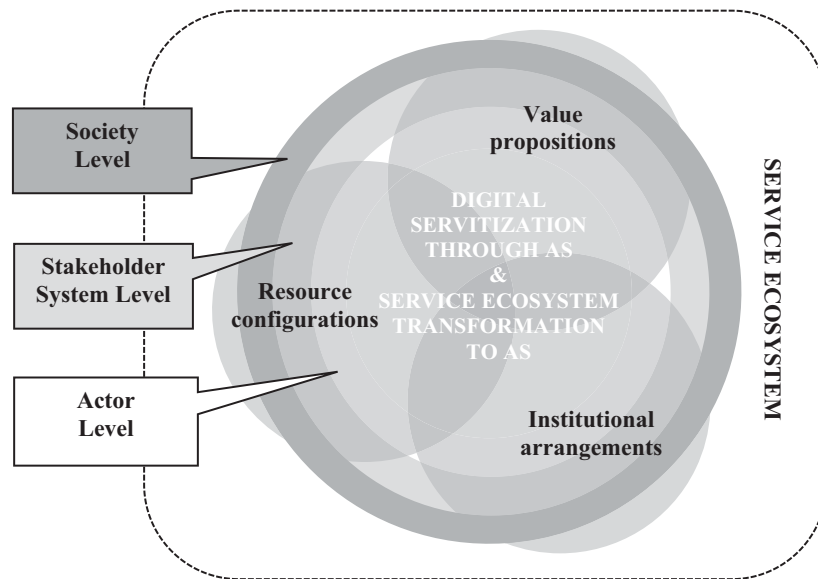 Society
Level
Stakeholder
System Level
Actor
Level
Value
propositions
Resource
configurations
Institutional
arrangements
DIGITAL
SERVITIZATION
THROUGH AS
&
SERVICE ECOSYSTEM
TRANSFORMATION
TO AS
SERVICE ECOSYSTEM